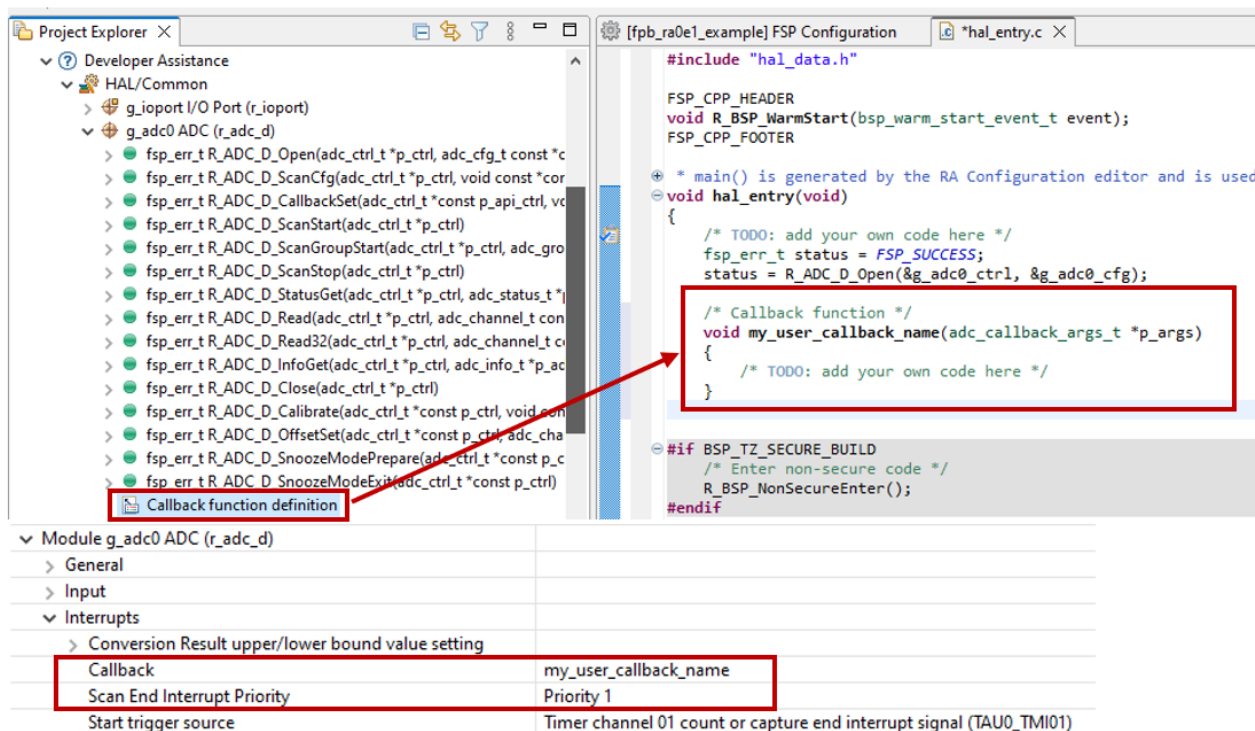 Project Explorer
Developer Assistance
HAL/Common
g_ioport I/O Port (r_ioport)
g_adc0 ADC (r_adc_d)
fsp_err_t R_ADC_D_Open(adc_ctrl_t *p_ctrl, adc_cfg_t const *c
fsp_err_t R_ADC_D_ScanCfg(adc_ctrl_t *p_ctrl, void const *cor
fsp_err_t R_ADC_D_CallbackSet(adc_ctrl_t *const p_api_ctrl, vc
fsp_err_t R_ADC_D_ScanStart(adc_ctrl_t *p_ctrl)
fsp_err_t R_ADC_D_ScanGroupStart(adc_ctrl_t *p_ctrl, adc_gro
fsp_err_t R_ADC_D_ScanStop(adc_ctrl_t *p_ctrl)
fsp_err_t R_ADC_D_StatusGet(adc_ctrl_t *p_ctrl, adc_status_t *
fsp_err_t R_ADC_D_Read(adc_ctrl_t *p_ctrl, adc_channel_t con
fsp_err_t R_ADC_D_Read32(adc_ctrl_t *p_ctrl, adc_channel_t c
fsp_err_t R_ADC_D_InfoGet(adc_ctrl_t *p_ctrl, adc_info_t *p_ac
fsp_err_t R_ADC_D_Close(adc_ctrl_t *p_ctrl)
fsp_err_t R_ADC_D_Calibrate(adc_ctrl_t *const p_ctrl, void con
fsp_err_t R_ADC_D_OffsetSet(adc_ctrl_t *const p_ctrl, adc_cha
fsp_err_t R_ADC_D_SnoozeModePrepare(adc_ctrl_t *const p_c
fsp_err_t R_ADC_D_SnoozeModeExit(adc_ctrl_t *const p_ctrl)
Callback function definition
[fpb_ra0e1_example] FSP Configuration
*hal_entry.c
#include "hal_data.h"
FSP_CPP_HEADER
void R_BSP_WarmStart(bsp_warm_start_event_t event);
FSP_CPP_FOOTER
* main() is generated by the RA Configuration editor and is used
void hal_entry(void)
{
/* TODO: add your own code here */
fsp_err_t status = FSP_SUCCESS;
status = R_ADC_D_Open(&g_adc0_ctrl, &g_adc0_cfg);
/* Callback function */
void my_user_callback_name(adc_callback_args_t *p_args)
{
/* TODO: add your own code here */
}
#if BSP_TZ_SECURE_BUILD
/* Enter non-secure code */
R_BSP_NonSecureEnter();
#endif
Module g_adc0 ADC (r_adc_d)
General
Input
Interrupts
Conversion Result upper/lower bound value setting
Callback my_user_callback_name
Scan End Interrupt Priority Priority 1
Start trigger source Timer channel 01 count or capture end interrupt signal (TAU0_TMI01)